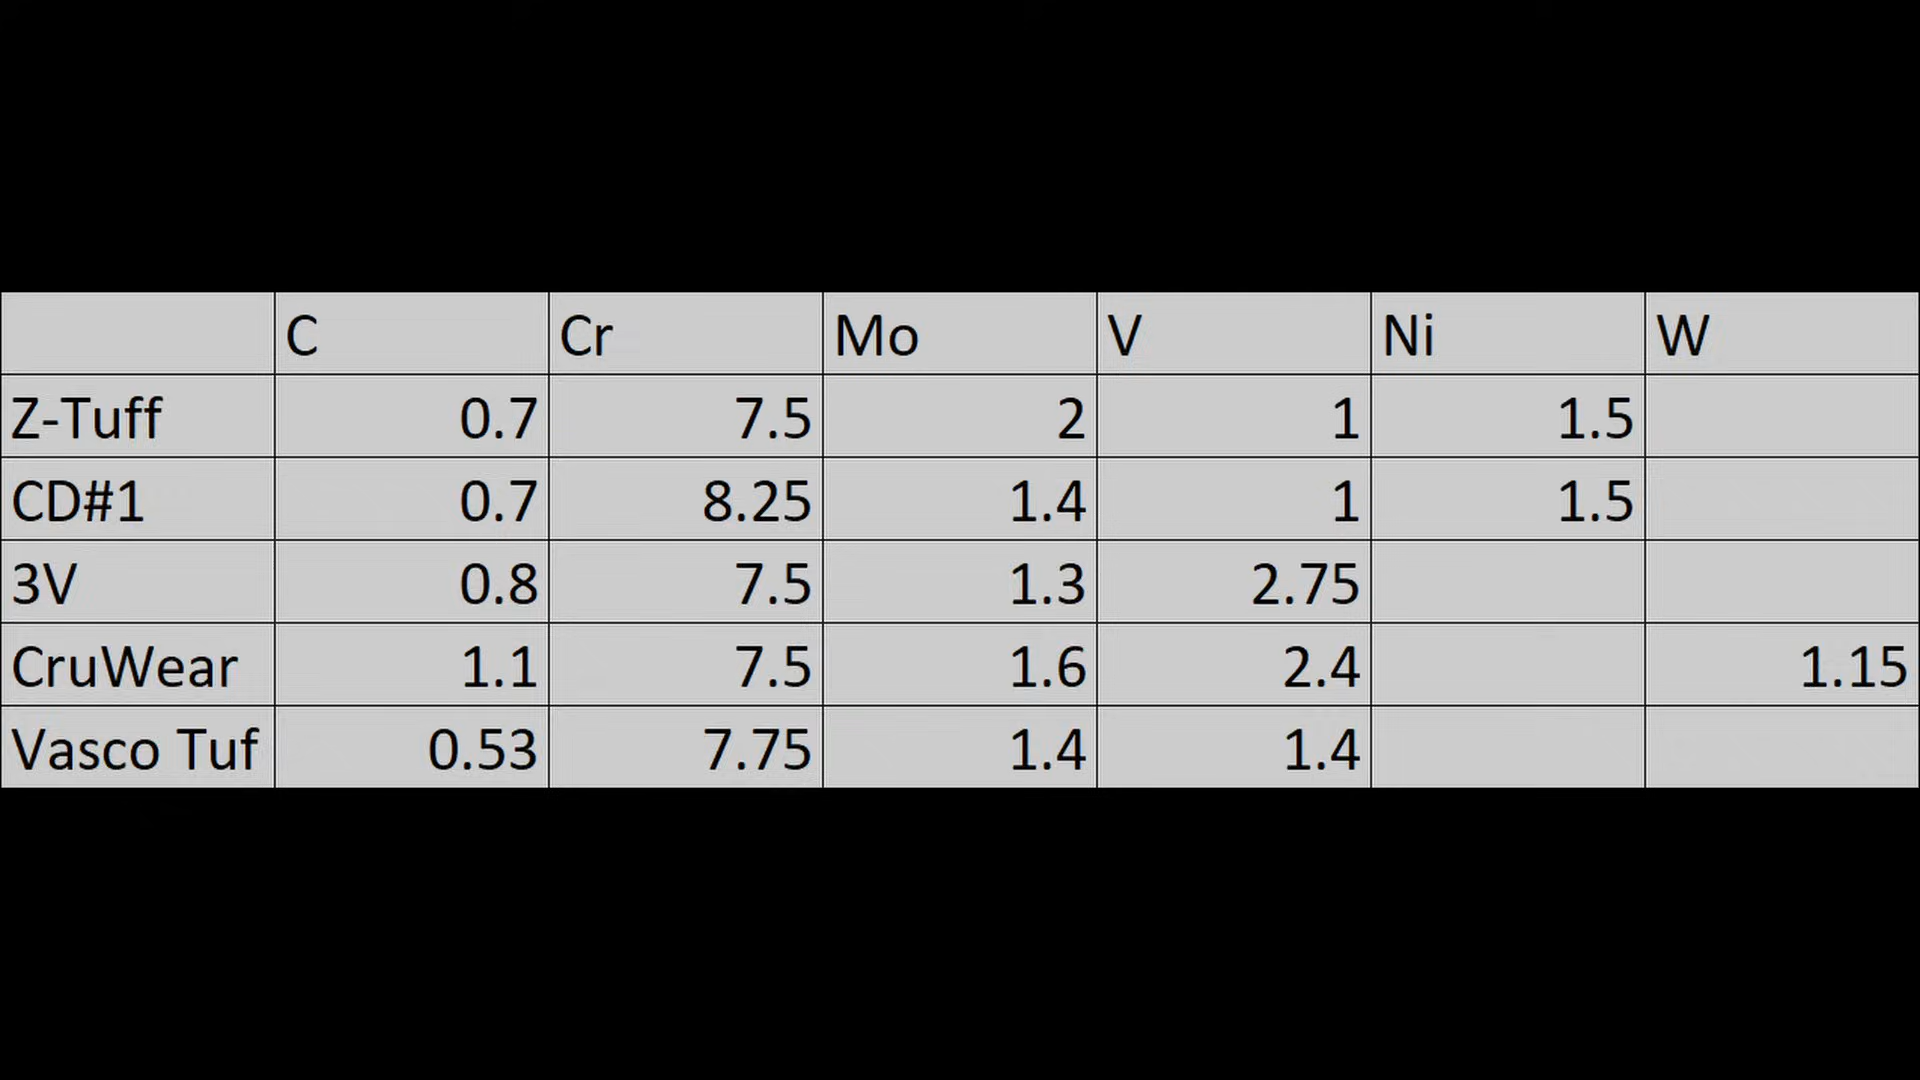 C Cr Mo V Ni W
Z-Tuff 0.7 7.5 2 1 1.5
CD#1 0.7 8.25 1.4 1 1.5
3V 0.8 7.5 1.3 2.75
CruWear 1.1 7.5 1.6 2.4 1.15
Vasco Tuf 0.53 7.75 1.4 1.4